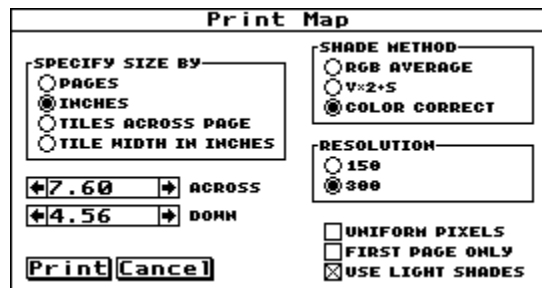 Print Map
SPECIFY SIZE BY
PAGES
INCHES
TILES ACROSS PAGE
TILE WIDTH IN INCHES
7.60 ACROSS
4.56 DOWN
Print Cancel
SHADE METHOD
RGB AVERAGE
V×2+S
COLOR CORRECT
RESOLUTION
150
300
UNIFORM PIXELS
FIRST PAGE ONLY
USE LIGHT SHADES